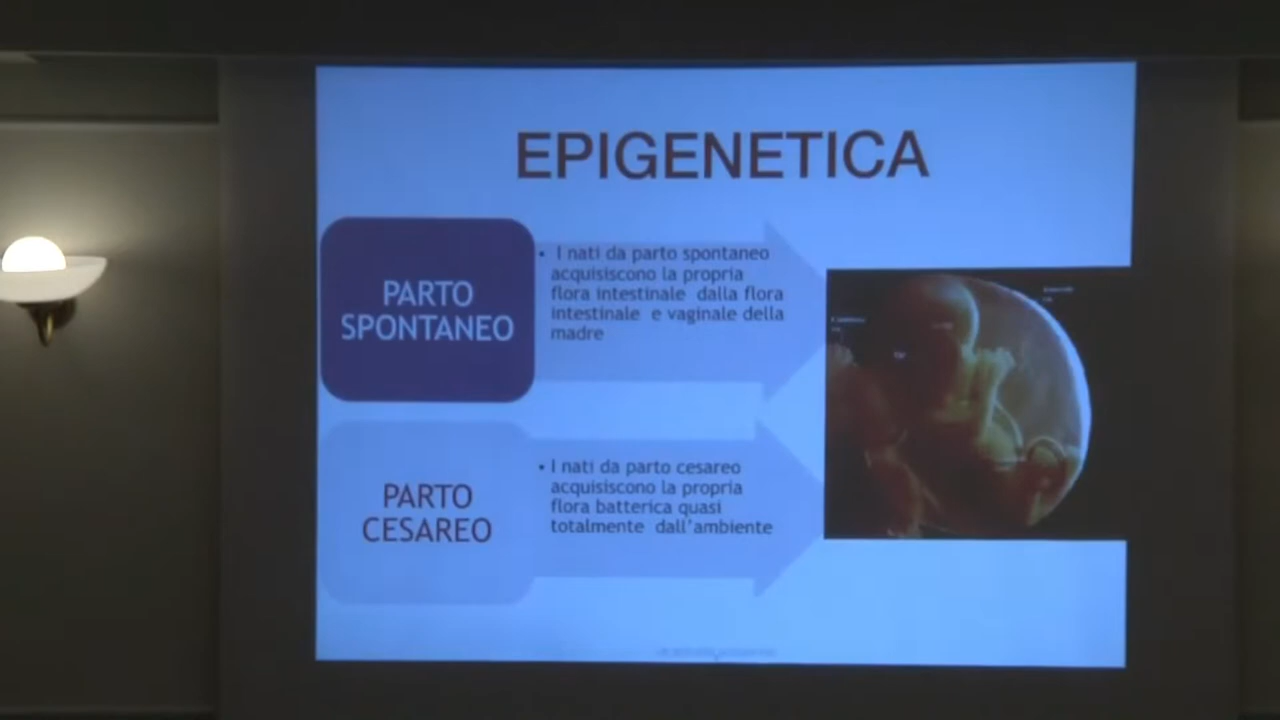 EPIGENETICA
PARTO
SPONTANEO
• I nati da parto spontaneo
acquisiscono la propria
flora intestinale dalla flora
intestinale e vaginale della
madre
PARTO
CESAREO
• I nati da parto cesareo
acquisiscono la propria
flora batterica quasi
totalmente dall'ambiente